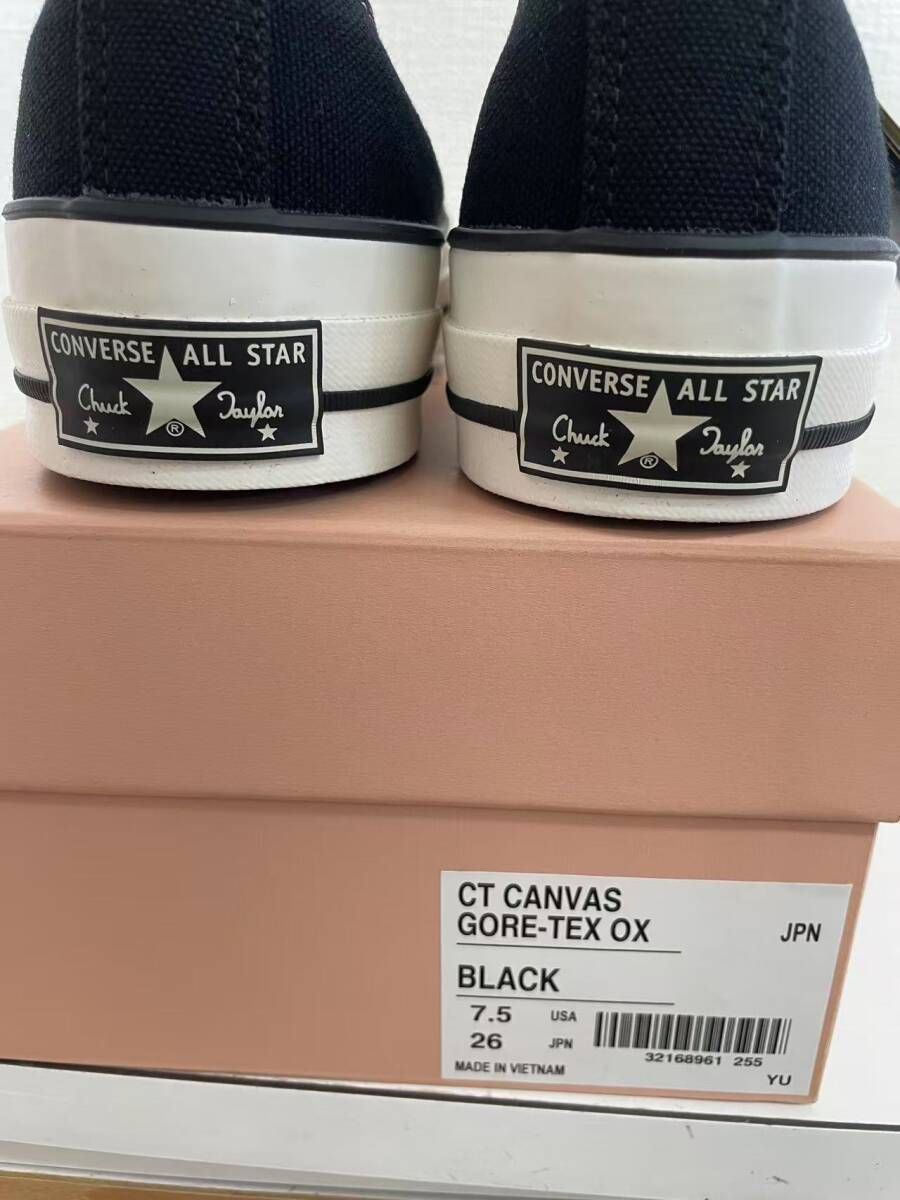 CONVERSE ALL STAR
Chuck Taylor
®
CONVERSE ALL STAR
Chuck Taylor
®
CT CANVAS
GORE-TEX OX JPN
BLACK
7.5 USA
26 JPN
32168961 255
MADE IN VIETNAM
YU